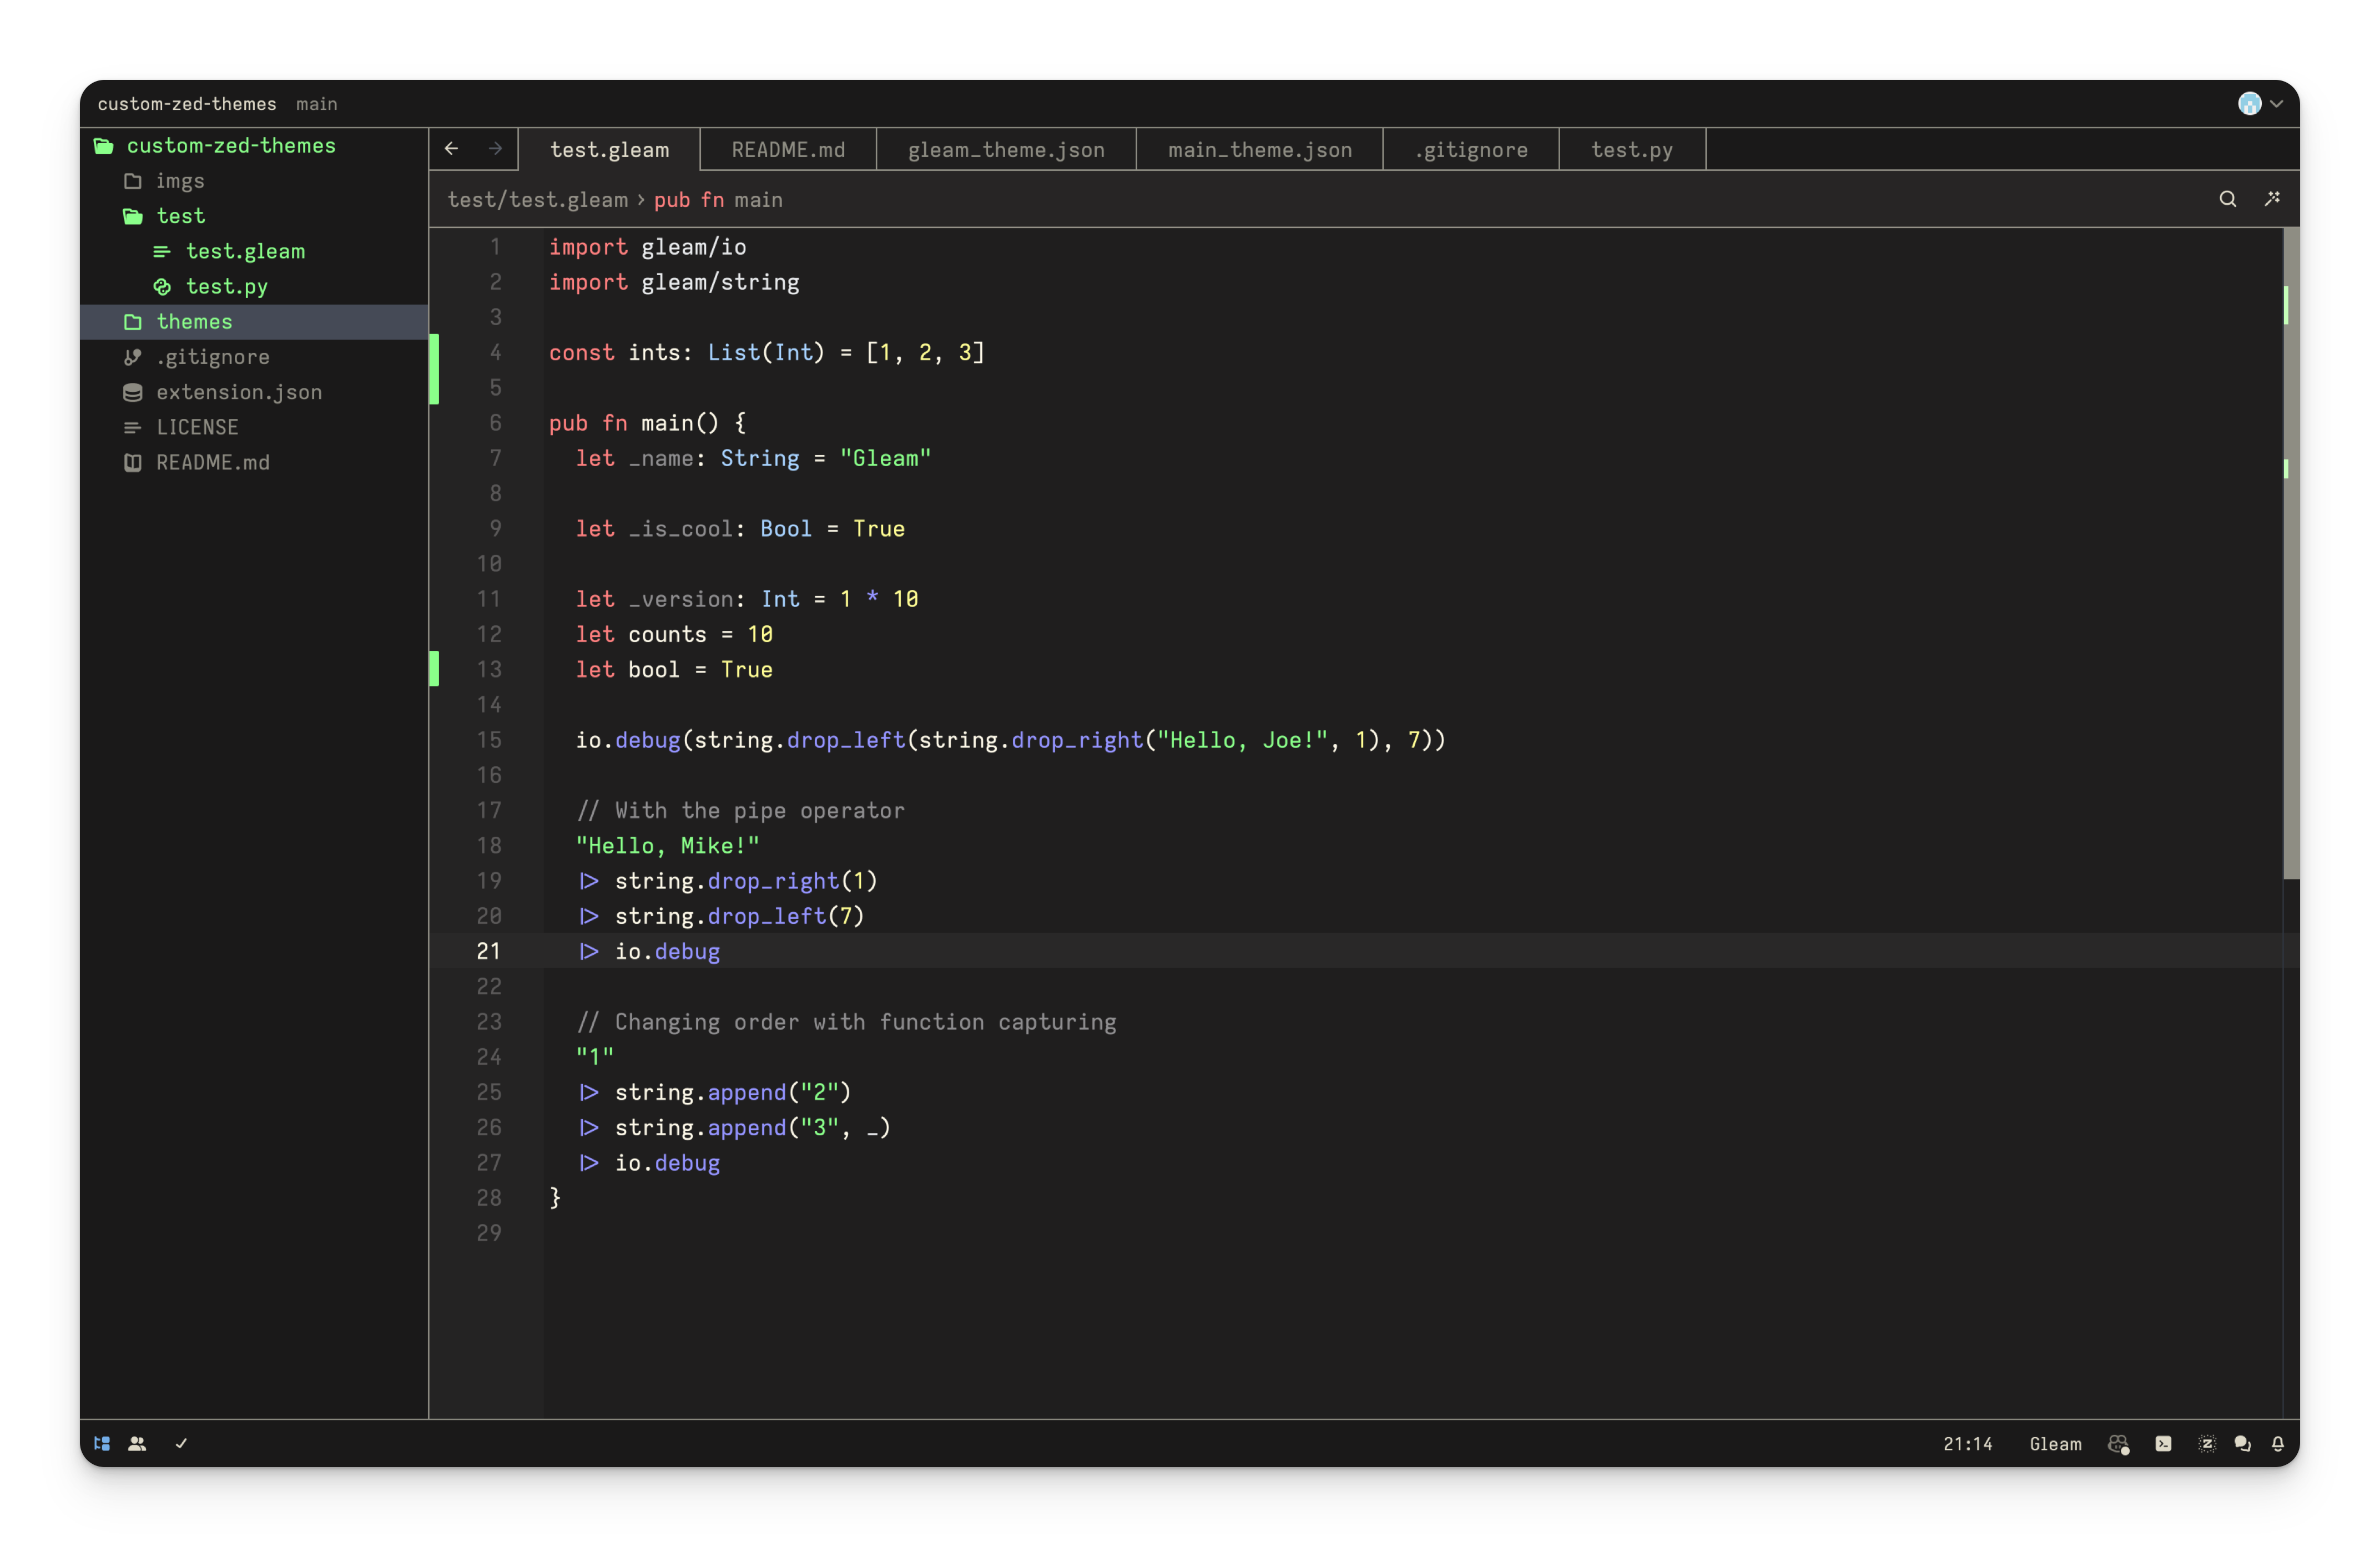 custom-zed-themes main
custom-zed-themes
imgs
test
test.gleam
test.py
themes
.gitignore
extension.json
LICENSE
README.md
test.gleam README.md gleam_theme.json main_theme.json .gitignore test.py
test/test.gleam › pub fn main
1 import gleam/io
2 import gleam/string
3
4 const ints: List(Int) = [1, 2, 3]
5
6 pub fn main() {
7   let _name: String = "Gleam"
8
9   let _is_cool: Bool = True
10
11   let _version: Int = 1 * 10
12   let counts = 10
13   let bool = True
14
15   io.debug(string.drop_left(string.drop_right("Hello, Joe!", 1), 7))
16
17   // With the pipe operator
18   "Hello, Mike!"
19   |> string.drop_right(1)
20   |> string.drop_left(7)
21   |> io.debug
22
23   // Changing order with function capturing
24   "1"
25   |> string.append("2")
26   |> string.append("3", _)
27   |> io.debug
28 }
29
21:14 Gleam